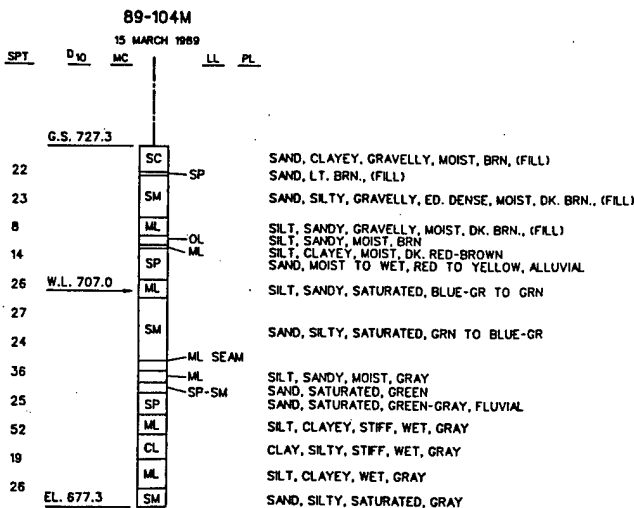 89-104M
15 MARCH 1989
SPT D10 MC LL PL
G.S. 727.3
SC SAND, CLAYEY, GRAVELLY, MOIST, BRN, (FILL)
22 SP SAND, LT. BRN., (FILL)
23 SM SAND, SILTY, GRAVELLY, ED. DENSE, MOIST, DK. BRN., (FILL)
8 ML SILT, SANDY, GRAVELLY, MOIST, DK. BRN., (FILL)
OL SILT, SANDY, MOIST, BRN
ML SILT, CLAYEY, MOIST, DK. RED-BROWN
14 SP SAND, MOIST TO WET, RED TO YELLOW, ALLUVIAL
26 W.L. 707.0 ML SILT, SANDY, SATURATED, BLUE-GR TO GRN
27
SM SAND, SILTY, SATURATED, GRN TO BLUE-GR
24
ML SEAM
36 ML SILT, SANDY, MOIST, GRAY
SP-SM SAND, SATURATED, GREEN
25 SP SAND, SATURATED, GREEN-GRAY, FLUVIAL
52 ML SILT, CLAYEY, STIFF, WET, GRAY
CL CLAY, SILTY, STIFF, WET, GRAY
19
ML SILT, CLAYEY, WET, GRAY
26
EL. 677.3 SM SAND, SILTY, SATURATED, GRAY